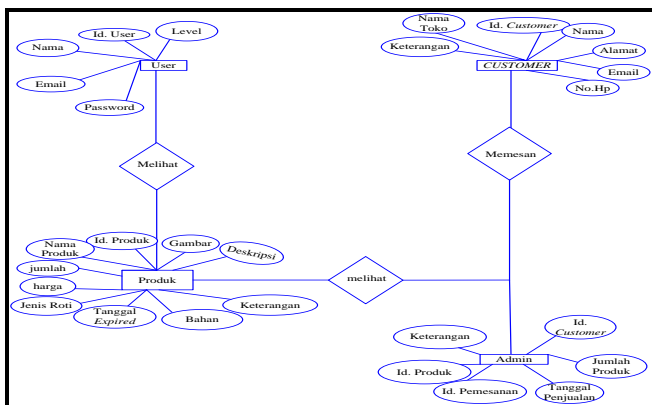 Id. User
Level
Nama
User
Email
Password
Nama
Toko
Id. Customer
Nama
Keterangan
Alamat
CUSTOMER
Email
No.Hp
Melihat
Memesan
Nama
Produk
Id. Produk
Gambar
Deskripsi
jumlah
Produk
harga
Jenis Roti
Tanggal
Expired
Bahan
Keterangan
melihat
Keterangan
Id.
Customer
Admin
Id. Produk
Jumlah
Produk
Id. Pemesanan
Tanggal
Penjualan